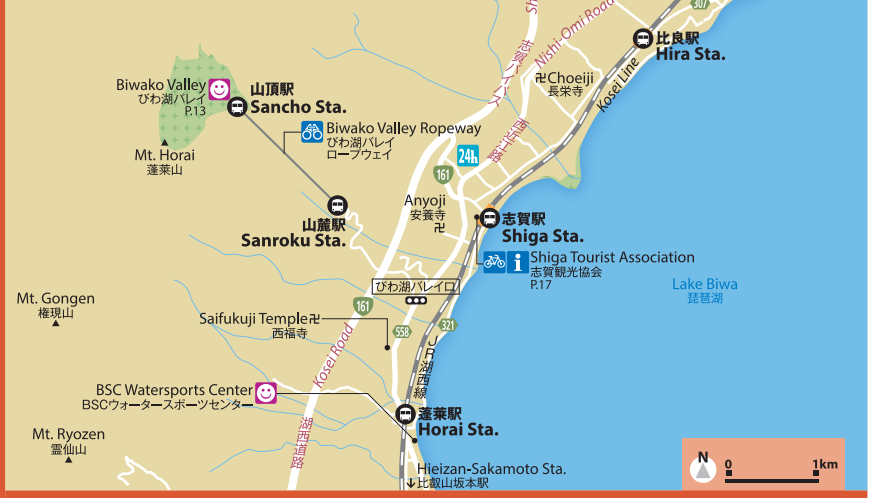 307
比良駅
Hira Sta.
Nishi-Omi Road
志賀バイパス
Choeiji
長栄寺
Kosei Line
Biwako Valley
びわ湖バレイ
P.13
山頂駅
Sancho Sta.
Biwako Valley Ropeway
びわ湖バレイ
ロープウェイ
西近江路
24h
161
Mt. Horai
蓬莱山
Anyoji
安養寺
山麓駅
Sanroku Sta.
志賀駅
Shiga Sta.
Shiga Tourist Association
志賀観光協会
P.17
Lake Biwa
琵琶湖
びわ湖バレイ口
Mt. Gongen
権現山
161
Saifukuji Temple
西福寺
558
321
Kosei Road
JR湖西線
BSC Watersports Center
BSCウォータースポーツセンター
蓬莱駅
Horai Sta.
湖西道路
Mt. Ryozen
霊仙山
Hieizan-Sakamoto Sta.
比叡山坂本駅
N
0
1km